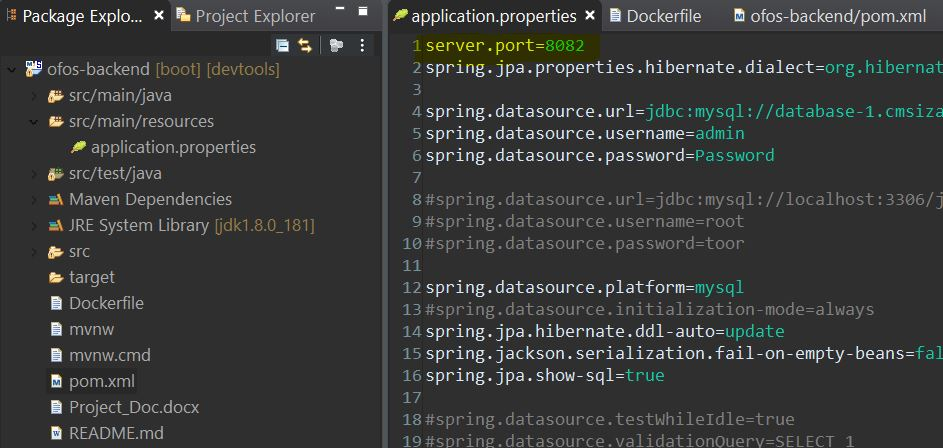 Package Explo...
Project Explorer
ofos-backend [boot] [devtools]
src/main/java
src/main/resources
application.properties
src/test/java
Maven Dependencies
JRE System Library [jdk1.8.0_181]
src
target
Dockerfile
mvnw
mvnw.cmd
pom.xml
Project_Doc.docx
README.md
application.properties
Dockerfile
ofos-backend/pom.xml
1 server.port=8082
2 spring.jpa.properties.hibernate.dialect=org.hibernat
3
4 spring.datasource.url=jdbc:mysql://database-1.cmsiza
5 spring.datasource.username=admin
6 spring.datasource.password=Password
7
8 #spring.datasource.url=jdbc:mysql://localhost:3306/j
9 #spring.datasource.username=root
10 #spring.datasource.password=toor
11
12 spring.datasource.platform=mysql
13 #spring.datasource.initialization-mode=always
14 spring.jpa.hibernate.ddl-auto=update
15 spring.jackson.serialization.fail-on-empty-beans=fal
16 spring.jpa.show-sql=true
17
18 #spring.datasource.testWhileIdle=true
19 #spring.datasource.validationQuery=SELECT 1